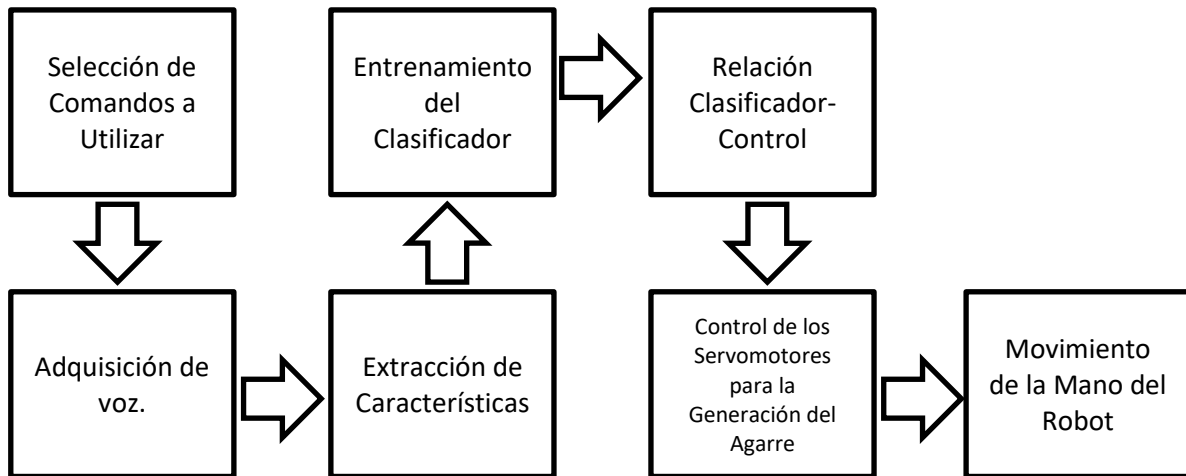 Selección de
Comandos a
Utilizar
Adquisición de
voz.
Extracción de
Características
Entrenamiento
del
Clasificador
Relación
Clasificador-
Control
Control de los
Servomotores
para la
Generación del
Agarre
Movimiento
de la Mano del
Robot